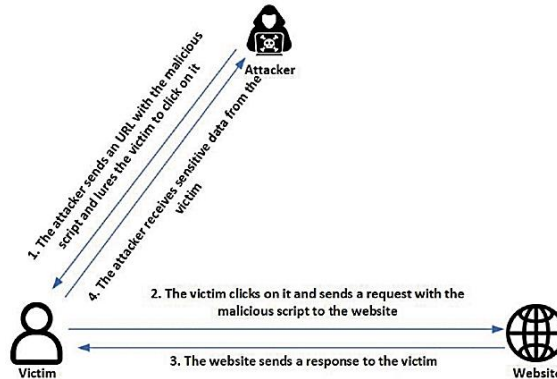 Attacker
1. The attacker sends an URL with the malicious
script and lures the victim to click on it
4. The attacker receives sensitive data from the
victim
2. The victim clicks on it and sends a request with the
malicious script to the website
3. The website sends a response to the victim
Victim
Website